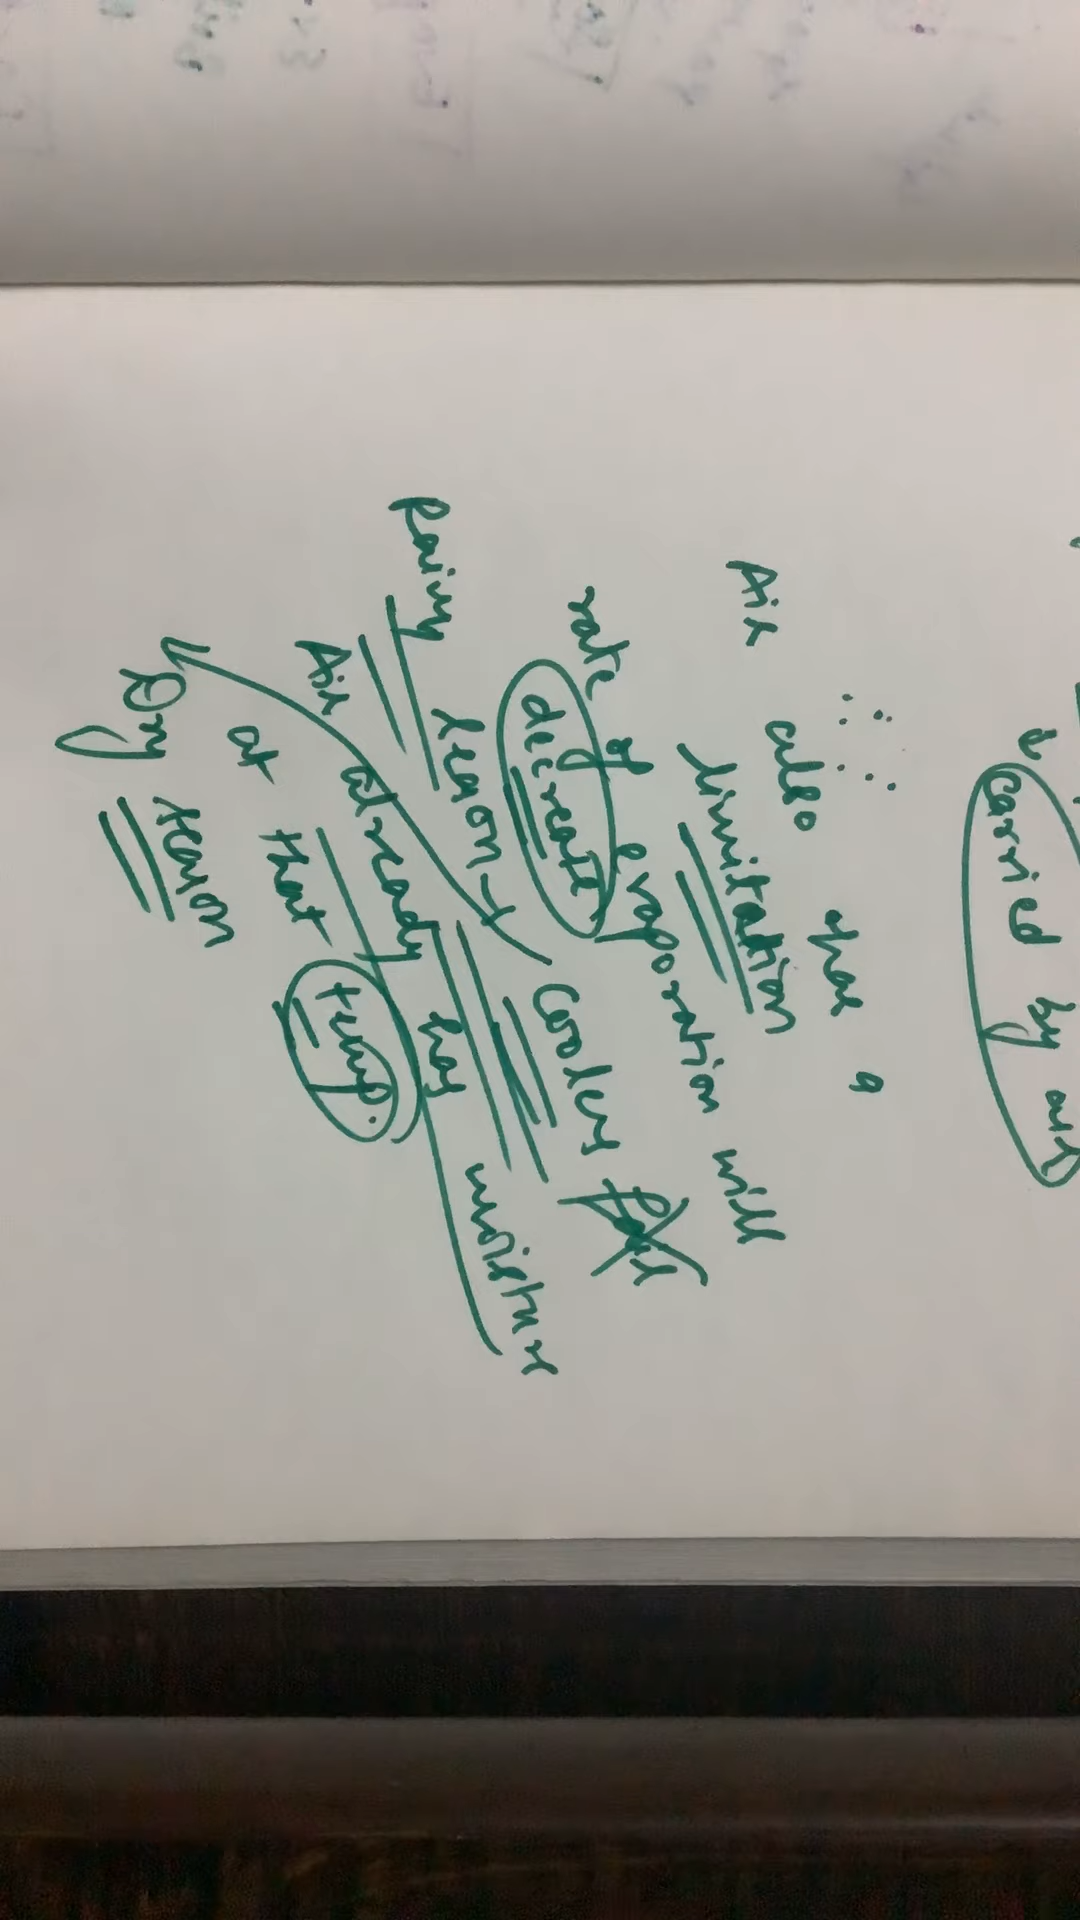 & carried by air
Air also has a
limitation
rate of evaporation will
decrease
Rainy season → Coolers
Air already has moisture
at that temp.
Dry season